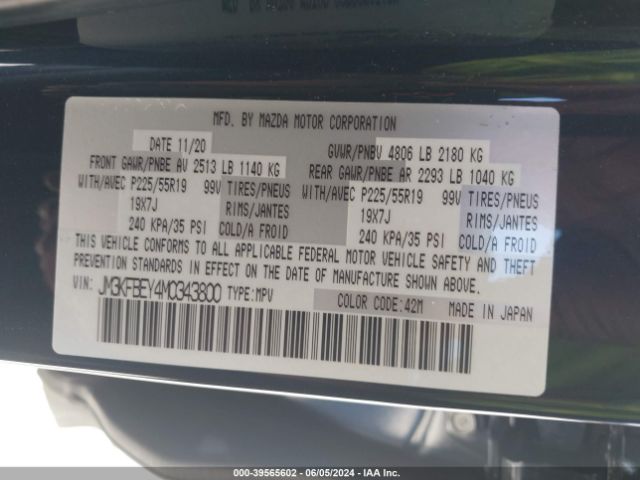 MFD. BY MAZDA MOTOR CORPORATION
DATE 11/20
GVWR/PNBV 4806 LB 2180 KG
FRONT GAWR/PNBE AV 2513 LB 1140 KG
REAR GAWR/PNBE AR 2293 LB 1040 KG
WITH/AVEC P225/55R19 99V TIRES/PNEUS
19X7J RIMS/JANTES
240 KPA/35 PSI COLD/A FROID
WITH/AVEC P225/55R19 99V TIRES/PNEUS
19X7J RIMS/JANTES
240 KPA/35 PSI COLD/A FROID
THIS VEHICLE CONFORMS TO ALL APPLICABLE FEDERAL MOTOR VEHICLE SAFETY AND THEFT
PREVENTION STANDARDS IN EFFECT ON THE DATE OF MANUFACTURE SHOWN ABOVE.
VIN: JM3KFBEY4M0343800 TYPE:MPV
COLOR CODE:42M MADE IN JAPAN
000-39565602 - 06/05/2024 - IAA Inc.